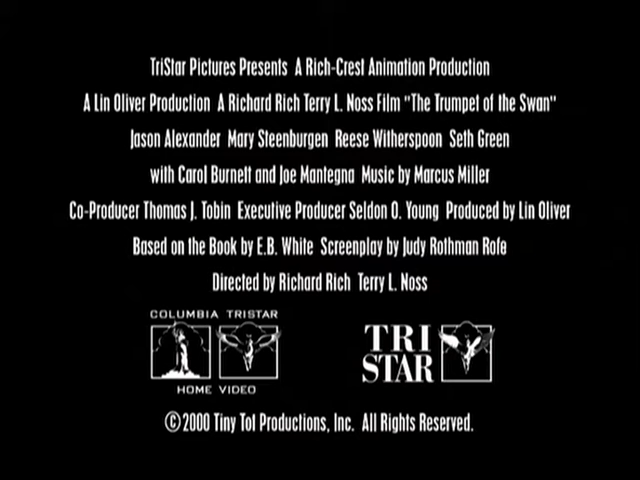 TriStar Pictures Presents A Rich-Crest Animation Production
A Lin Oliver Production A Richard Rich Terry L. Noss Film "The Trumpet of the Swan"
Jason Alexander Mary Steenburgen Reese Witherspoon Seth Green
with Carol Burnett and Joe Mantegna Music by Marcus Miller
Co-Producer Thomas J. Tobin Executive Producer Seldon O. Young Produced by Lin Oliver
Based on the Book by E.B. White Screenplay by Judy Rothman Rofé
Directed by Richard Rich Terry L. Noss
COLUMBIA TRISTAR
HOME VIDEO
TRI
STAR
©2000 Tiny Tot Productions, Inc. All Rights Reserved.